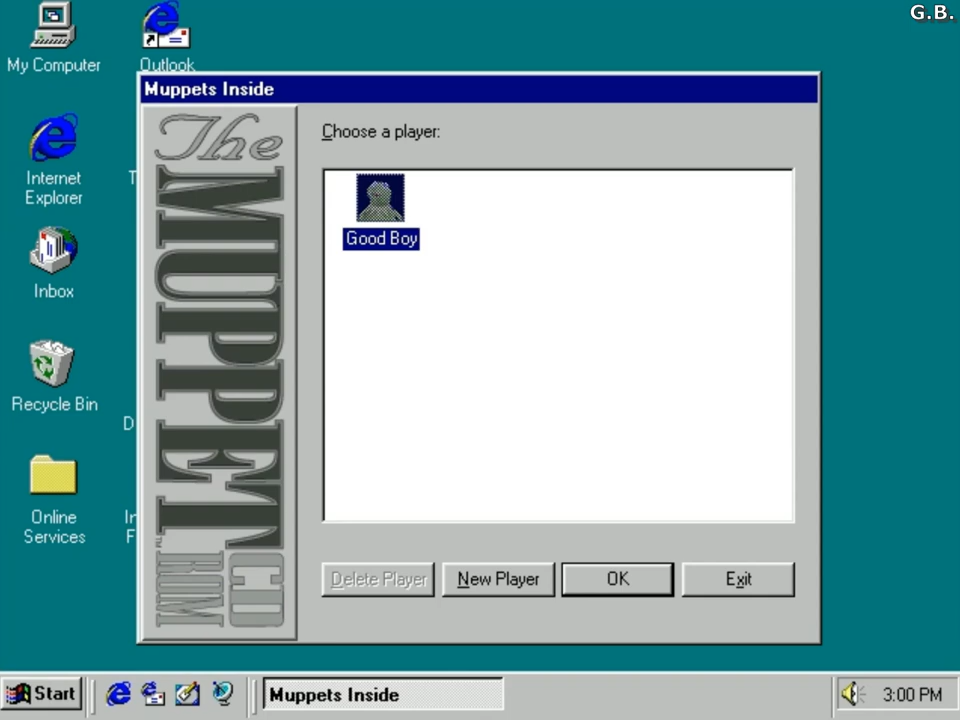 G.B.
My Computer
Outlook
Internet
Explorer
Inbox
Recycle Bin
Online
Services
T
D
In
F
Muppets Inside
The
MUPPET
CD
ROM
Choose a player:
Good Boy
Delete Player
New Player
OK
Exit
Start
Muppets Inside
3:00 PM